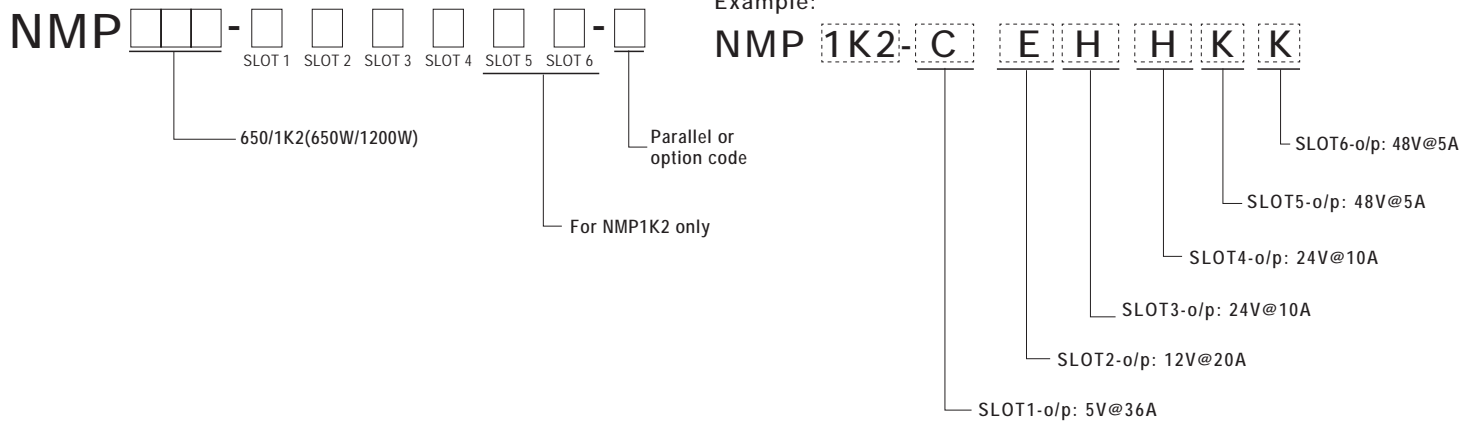 NMP - -
SLOT 1 SLOT 2 SLOT 3 SLOT 4 SLOT 5 SLOT 6
650/1K2(650W/1200W)
Parallel or
option code
For NMP1K2 only
Example:
NMP 1K2- C E H H K K
SLOT6-o/p: 48V@5A
SLOT5-o/p: 48V@5A
SLOT4-o/p: 24V@10A
SLOT3-o/p: 24V@10A
SLOT2-o/p: 12V@20A
SLOT1-o/p: 5V@36A